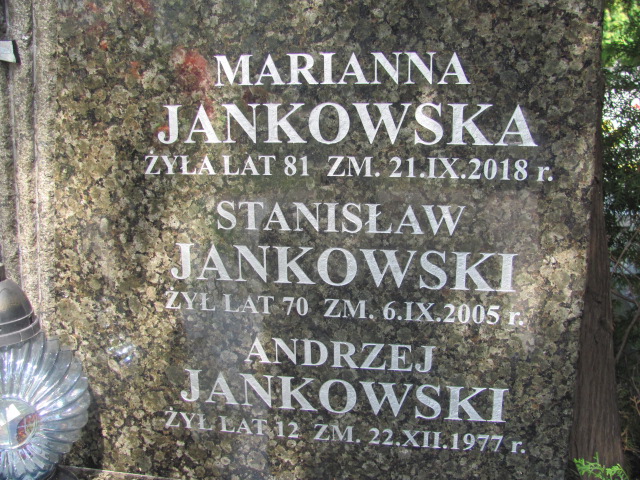 MARIANNA
JANKOWSKA
ŻYŁA LAT 81 ZM. 21.IX.2018 r.
STANISŁAW
JANKOWSKI
ŻYŁ LAT 70 ZM. 6.IX.2005 r.
ANDRZEJ
JANKOWSKI
ŻYŁ LAT 12 ZM. 22.XII.1977 r.